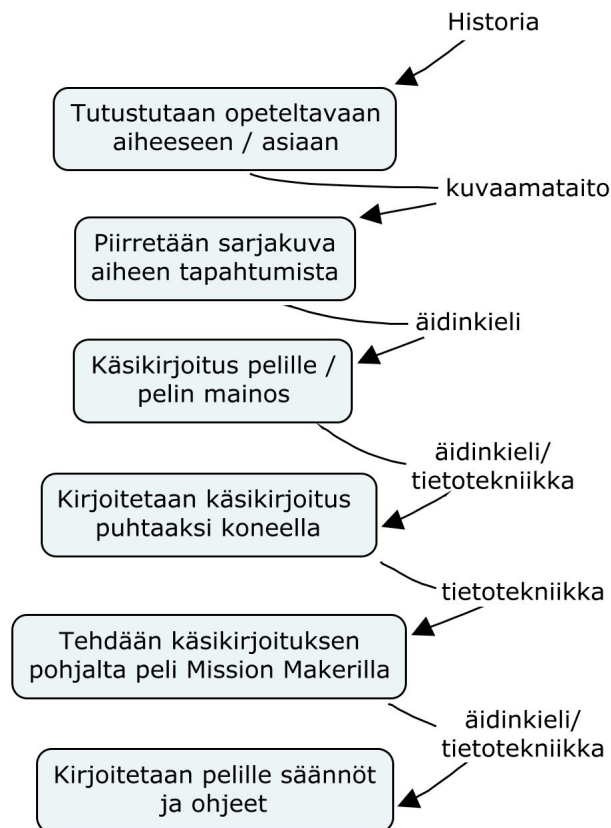 Historia
Tutustutaan opeteltavaan
aiheeseen / asiaan
kuvaamataito
Piirretään sarjakuva
aiheen tapahtumista
äidinkieli
Käsikirjoitus pelille /
pelin mainos
äidinkieli/
tietotekniikka
Kirjoitetaan käsikirjoitus
puhtaaksi koneella
tietotekniikka
Tehdään käsikirjoituksen
pohjalta peli Mission Makerilla
äidinkieli/
tietotekniikka
Kirjoitetaan pelille säännöt
ja ohjeet